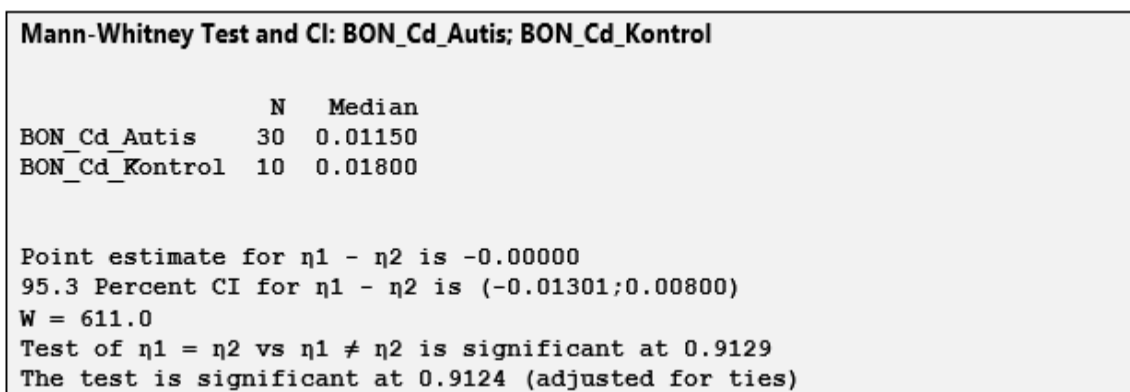 Mann-Whitney Test and CI: BON_Cd_Autis; BON_Cd_Kontrol
N Median
BON_Cd_Autis 30 0.01150
BON_Cd_Kontrol 10 0.01800
Point estimate for η1 - η2 is -0.00000
95.3 Percent CI for η1 - η2 is (-0.01301;0.00800)
W = 611.0
Test of η1 = η2 vs η1 ≠ η2 is significant at 0.9129
The test is significant at 0.9124 (adjusted for ties)